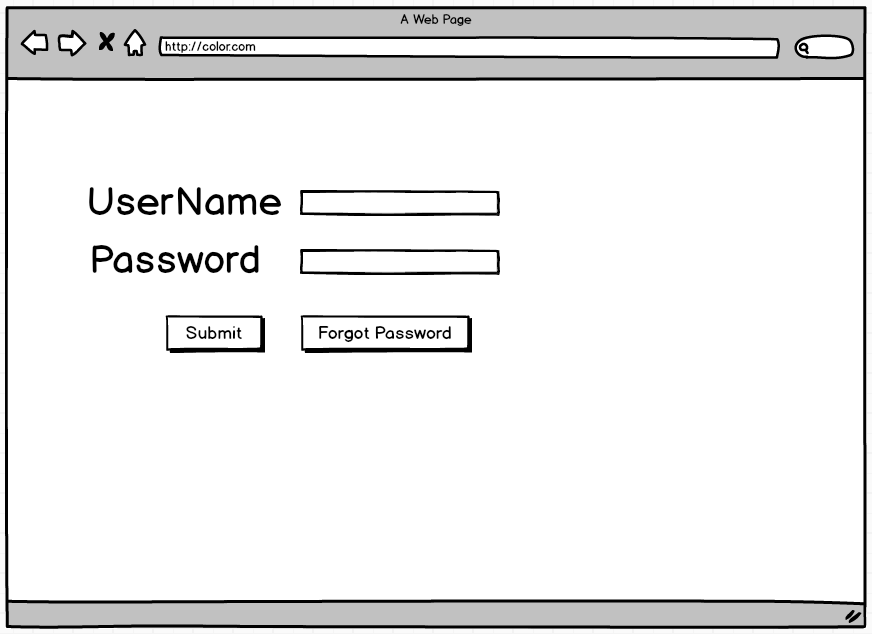 A Web Page
http://color.com
UserName
Password
Submit Forgot Password